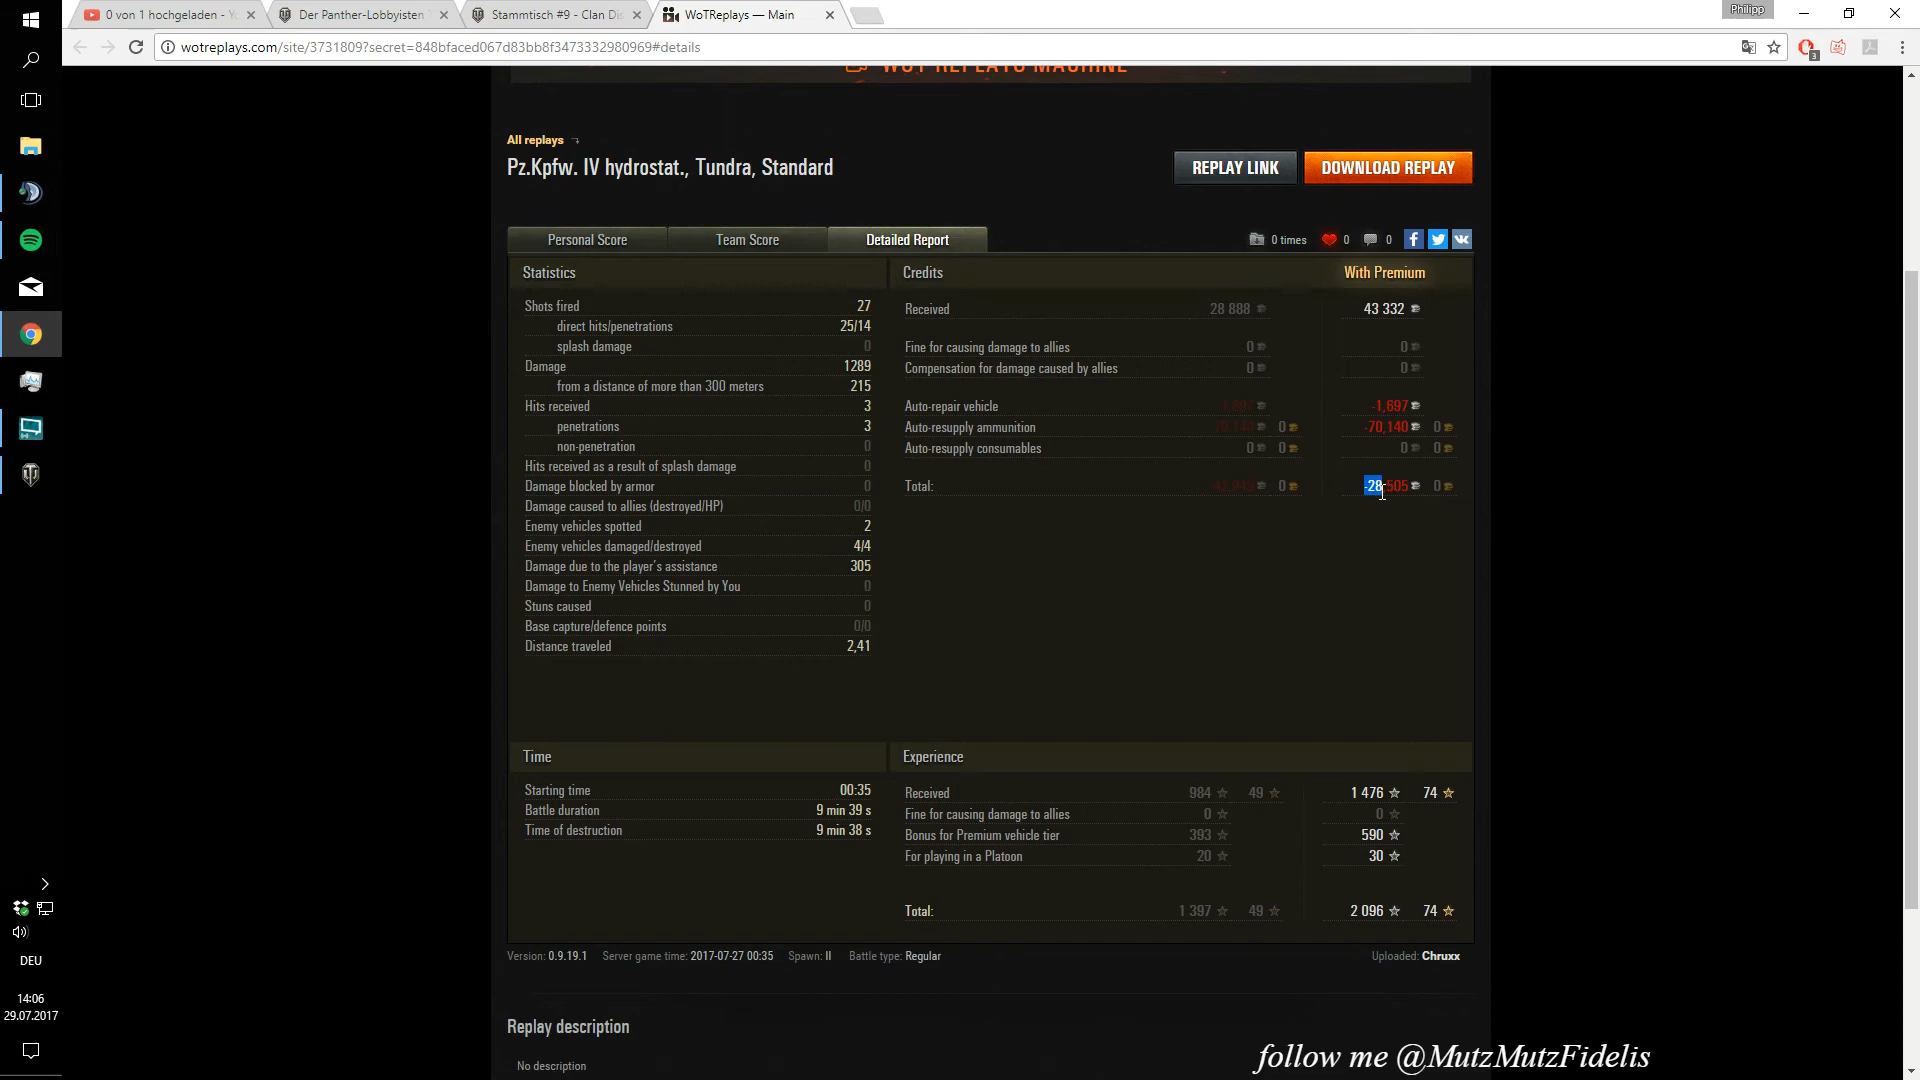 0 von 1 hochgeladen - Yo
Der Panther-Lobbyisten T
Stammtisch #9 - Clan Dis
WoTReplays — Main
Philipp
wotreplays.com/site/3731809?secret=848bfaced067d83bb8f3473332980969#details
3
WOT REPLAYS MACHINE
All replays
Pz.Kpfw. IV hydrostat., Tundra, Standard
REPLAY LINK
DOWNLOAD REPLAY
Personal Score
Team Score
Detailed Report
0 times
0
0
Statistics
Credits
With Premium
Shots fired 27
direct hits/penetrations 25/14
splash damage 0
Damage 1289
from a distance of more than 300 meters 215
Hits received 3
penetrations 3
non-penetration 0
Hits received as a result of splash damage 0
Damage blocked by armor 0
Damage caused to allies (destroyed/HP) 0/0
Enemy vehicles spotted 2
Enemy vehicles damaged/destroyed 4/4
Damage due to the player's assistance 305
Damage to Enemy Vehicles Stunned by You 0
Stuns caused 0
Base capture/defence points 0/0
Distance traveled 2,41
Received 28 888 43 332
Fine for causing damage to allies 0 0
Compensation for damage caused by allies 0 0
Auto-repair vehicle -1,697 -1,697
Auto-resupply ammunition -70,140 0 -70,140 0
Auto-resupply consumables 0 0 0 0
Total: -42,949 0 -28,505 0
Time
Experience
Starting time 00:35
Battle duration 9 min 39 s
Time of destruction 9 min 38 s
Received 984 49 1 476 74
Fine for causing damage to allies 0 0
Bonus for Premium vehicle tier 393 590
For playing in a Platoon 20 30
Total: 1 397 49 2 096 74
Version: 0.9.19.1 Server game time: 2017-07-27 00:35 Spawn: II Battle type: Regular
Uploaded: Chruxx
Replay description
No description
DEU
14:06
29.07.2017
follow me @MutzMutzFidelis